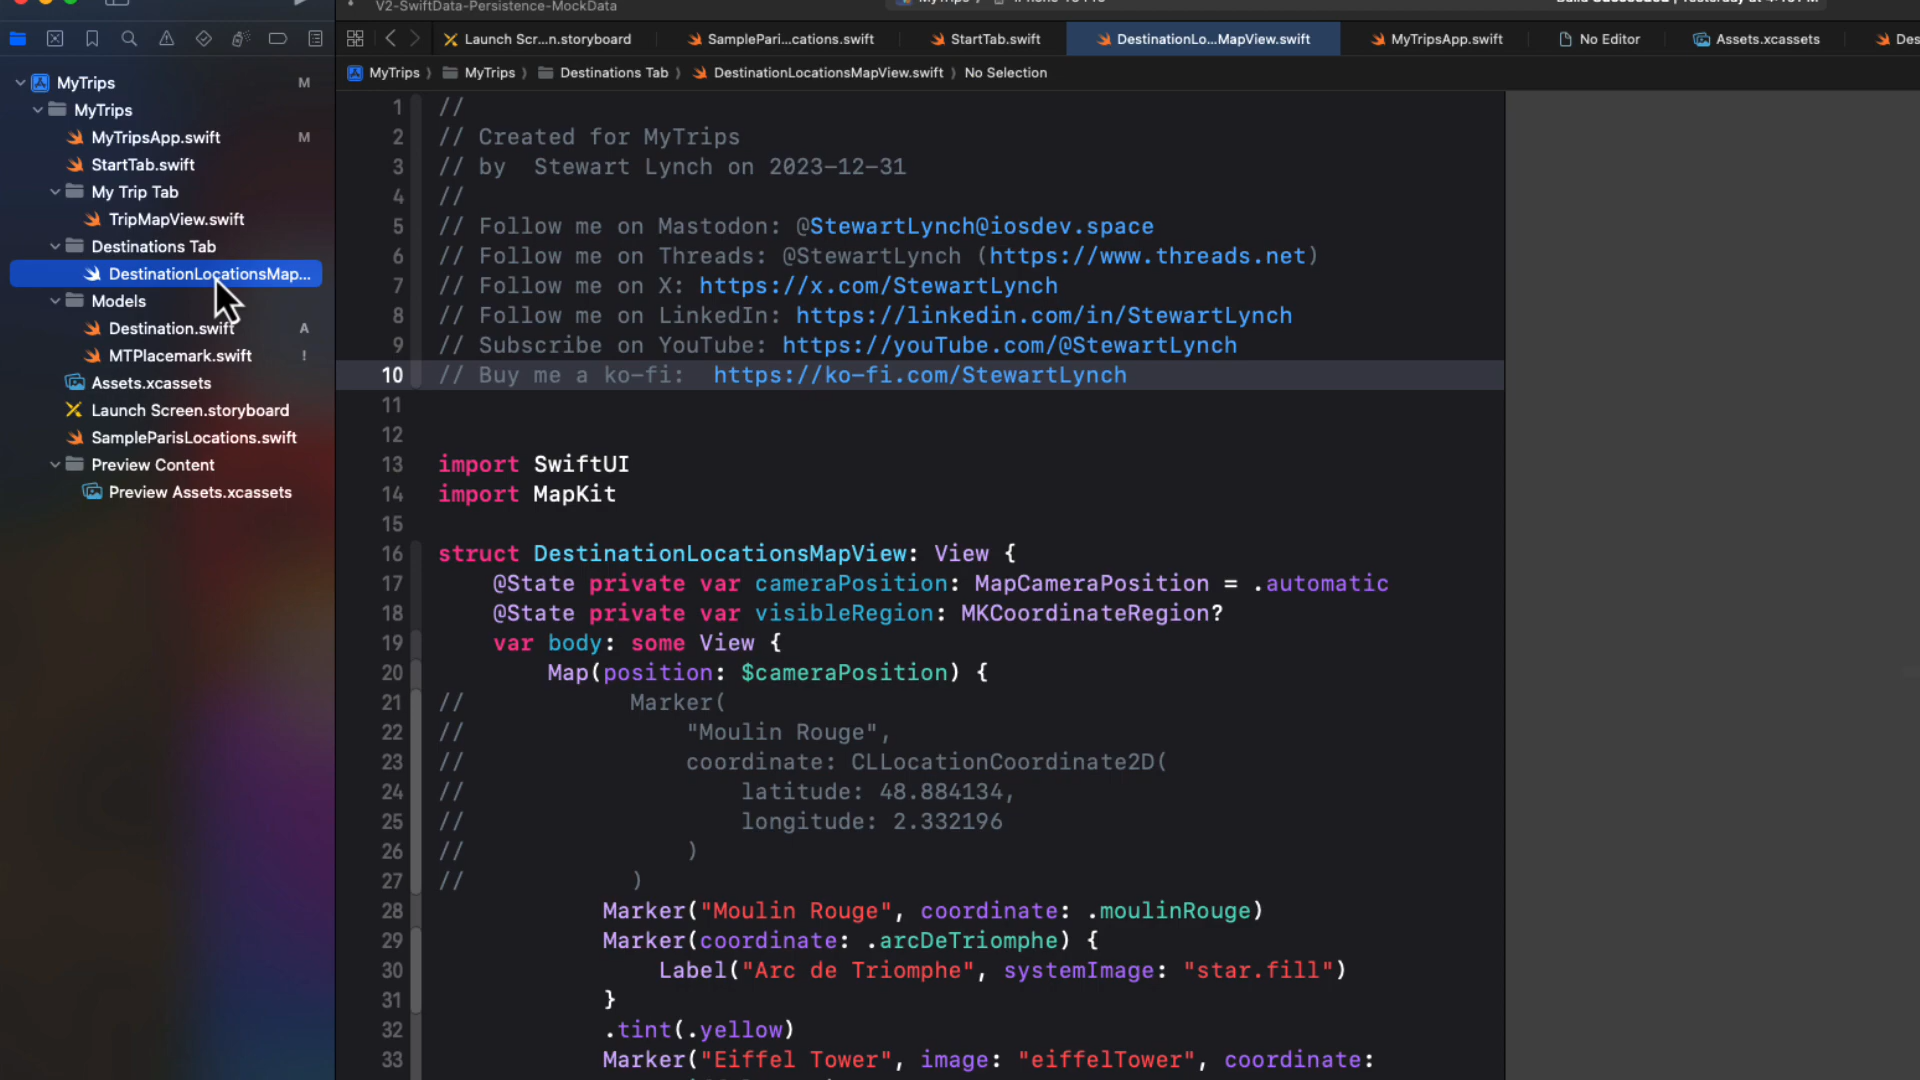 V2-SwiftData-Persistence-MockData
Launch Scr...n.storyboard
SamplePari...cations.swift
StartTab.swift
DestinationLo...MapView.swift
MyTripsApp.swift
No Editor
Assets.xcassets
Des
MyTrips
MyTrips
Destinations Tab
DestinationLocationsMapView.swift
No Selection
MyTrips M
MyTrips
MyTripsApp.swift M
StartTab.swift
My Trip Tab
TripMapView.swift
Destinations Tab
DestinationLocationsMap...
Models
Destination.swift A
MTPlacemark.swift !
Assets.xcassets
Launch Screen.storyboard
SampleParisLocations.swift
Preview Content
Preview Assets.xcassets
1 //
2 // Created for MyTrips
3 // by  Stewart Lynch on 2023-12-31
4 //
5 // Follow me on Mastodon: @StewartLynch@iosdev.space
6 // Follow me on Threads: @StewartLynch (https://www.threads.net)
7 // Follow me on X: https://x.com/StewartLynch
8 // Follow me on LinkedIn: https://linkedin.com/in/StewartLynch
9 // Subscribe on YouTube: https://youTube.com/@StewartLynch
10 // Buy me a ko-fi:  https://ko-fi.com/StewartLynch
11
12
13 import SwiftUI
14 import MapKit
15
16 struct DestinationLocationsMapView: View {
17 @State private var cameraPosition: MapCameraPosition = .automatic
18 @State private var visibleRegion: MKCoordinateRegion?
19 var body: some View {
20 Map(position: $cameraPosition) {
21 // Marker(
22 // "Moulin Rouge",
23 // coordinate: CLLocationCoordinate2D(
24 // latitude: 48.884134,
25 // longitude: 2.332196
26 // )
27 // )
28 Marker("Moulin Rouge", coordinate: .moulinRouge)
29 Marker(coordinate: .arcDeTriomphe) {
30 Label("Arc de Triomphe", systemImage: "star.fill")
31 }
32 .tint(.yellow)
33 Marker("Eiffel Tower", image: "eiffelTower", coordinate: